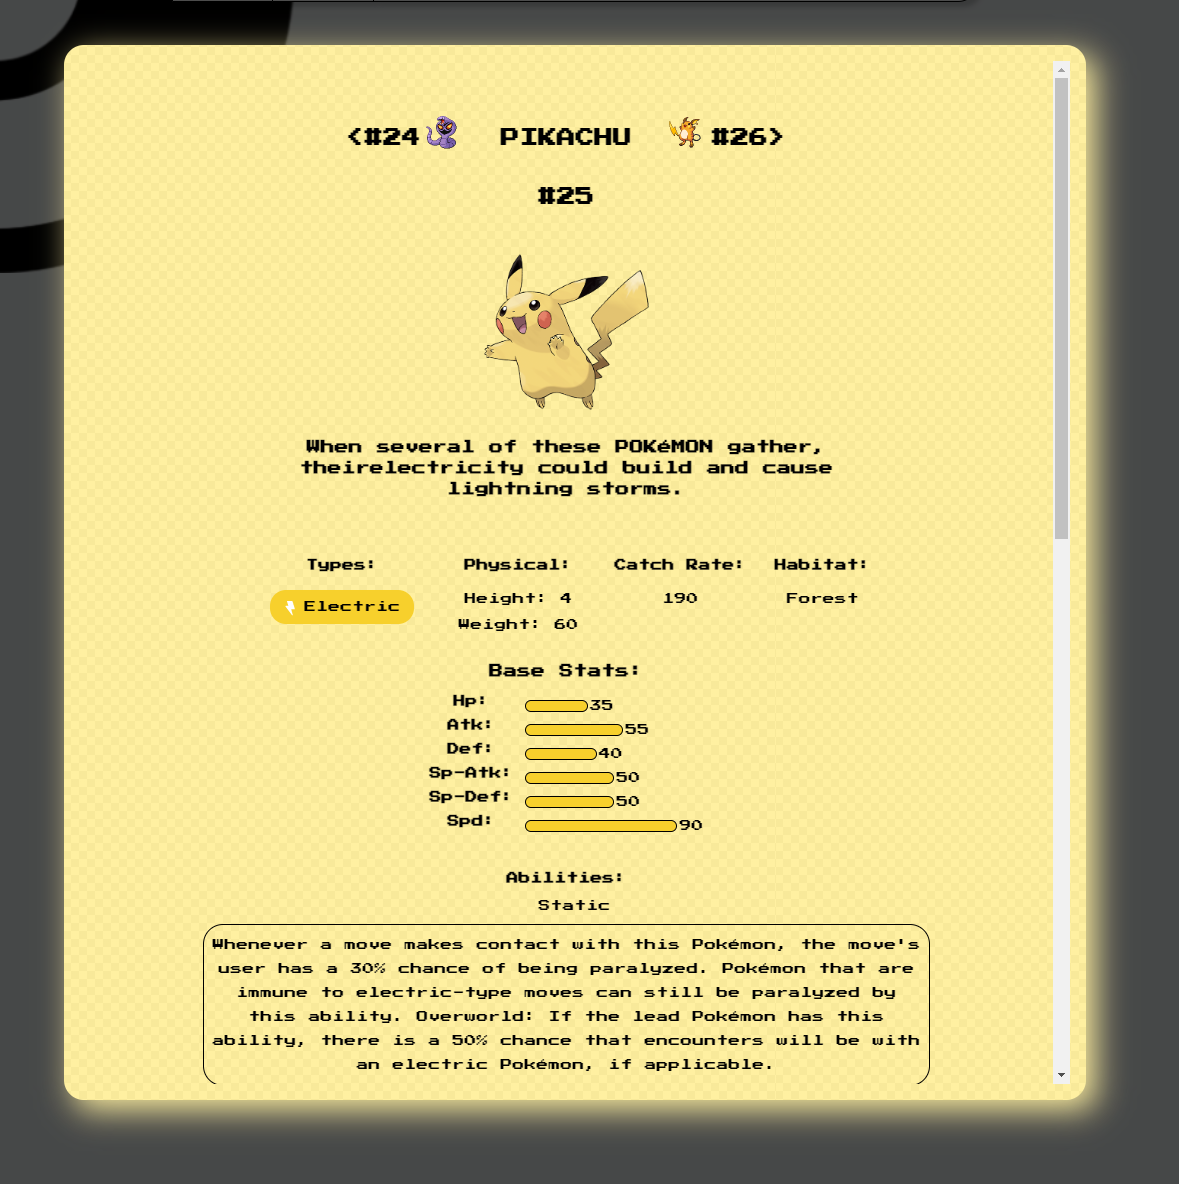 <#24 PIKACHU #26>
#25
When several of these POKéMON gather,
theirelectricity could build and cause
lightning storms.
Types: Physical: Catch Rate: Habitat:
Electric Height: 4 190 Forest
Weight: 60
Base Stats:
Hp: 35
Atk: 55
Def: 40
Sp-Atk: 50
Sp-Def: 50
Spd: 90
Abilities:
Static
Whenever a move makes contact with this Pokémon, the move's
user has a 30% chance of being paralyzed. Pokémon that are
immune to electric-type moves can still be paralyzed by
this ability. Overworld: If the lead Pokémon has this
ability, there is a 50% chance that encounters will be with
an electric Pokémon, if applicable.